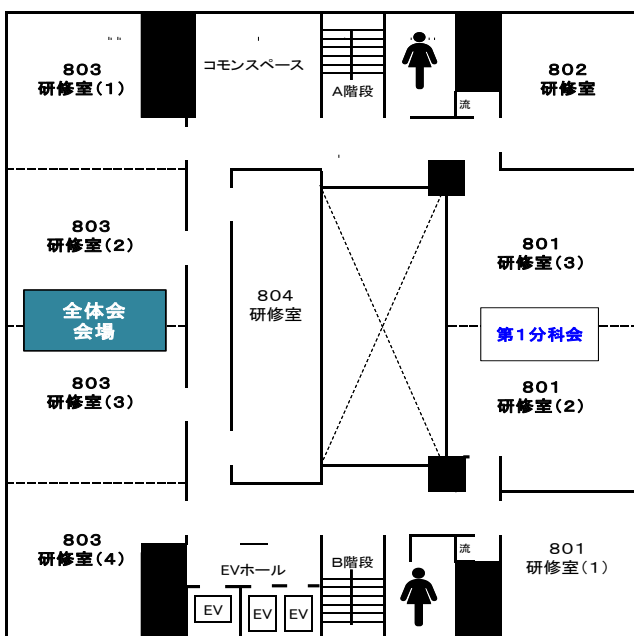 803
研修室(1)
コモンスペース
A階段
流
802
研修室
803
研修室(2)
801
研修室(3)
804
研修室
全体会
会場
第1分科会
803
研修室(3)
801
研修室(2)
803
研修室(4)
EVホール
B階段
流
801
研修室(1)
EV
EV
EV